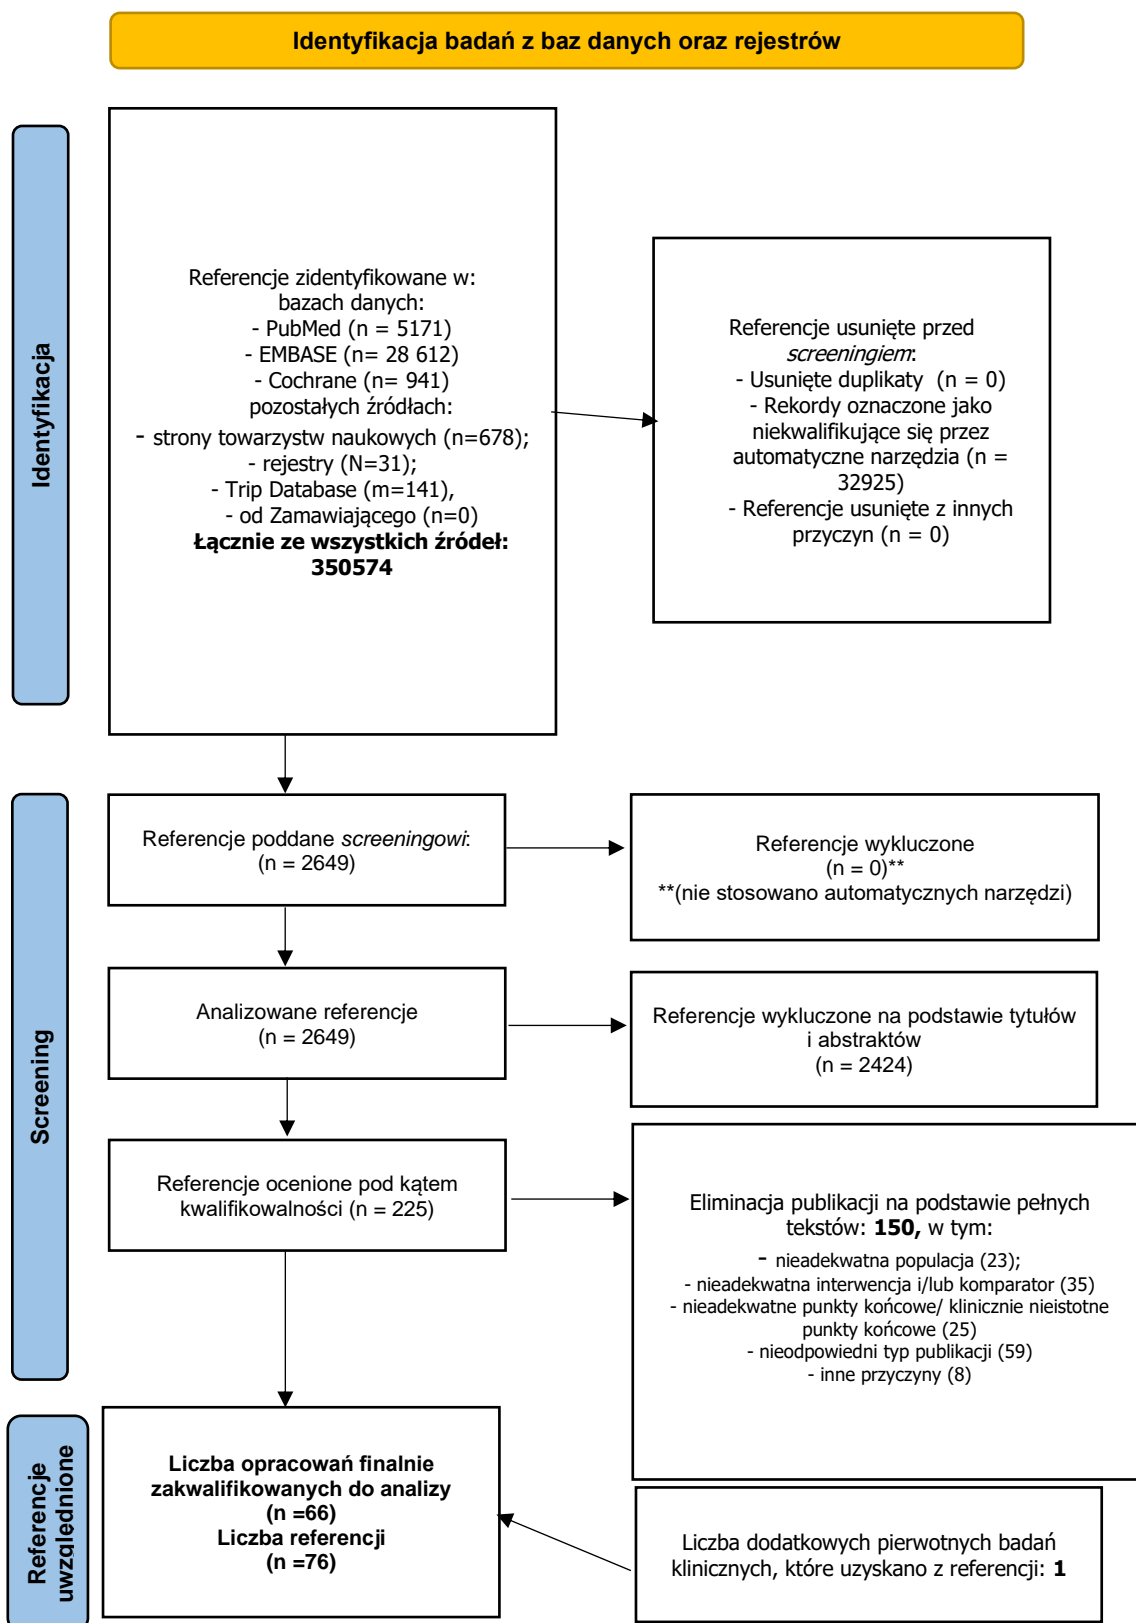 Identyfikacja badań z baz danych oraz rejestrów
Identyfikacja
Referencje zidentyfikowane w:
bazach danych:
- PubMed (n = 5171)
- EMBASE (n= 28 612)
- Cochrane (n= 941)
pozostałych źródłach:
- strony towarzystw naukowych (n=678);
- rejestry (N=31);
- Trip Database (m=141),
- od Zamawiającego (n=0)
Łącznie ze wszystkich źródeł:
350574
Referencje usunięte przed
screeningiem:
- Usunięte duplikaty (n = 0)
- Rekordy oznaczone jako
niekwalifikujące się przez
automatyczne narzędzia (n =
32925)
- Referencje usunięte z innych
przyczyn (n = 0)
Screening
Referencje poddane screeningowi:
(n = 2649)
Referencje wykluczone
(n = 0)**
**(nie stosowano automatycznych narzędzi)
Analizowane referencje
(n = 2649)
Referencje wykluczone na podstawie tytułów
i abstraktów
(n = 2424)
Referencje ocenione pod kątem
kwalifikowalności (n = 225)
Eliminacja publikacji na podstawie pełnych
tekstów: 150, w tym:
- nieadekwatna populacja (23);
- nieadekwatna interwencja i/lub komparator (35)
- nieadekwatne punkty końcowe/ klinicznie nieistotne
punkty końcowe (25)
- nieodpowiedni typ publikacji (59)
- inne przyczyny (8)
Referencje
uwzględnione
Liczba opracowań finalnie
zakwalifikowanych do analizy
(n =66)
Liczba referencji
(n =76)
Liczba dodatkowych pierwotnych badań
klinicznych, które uzyskano z referencji: 1